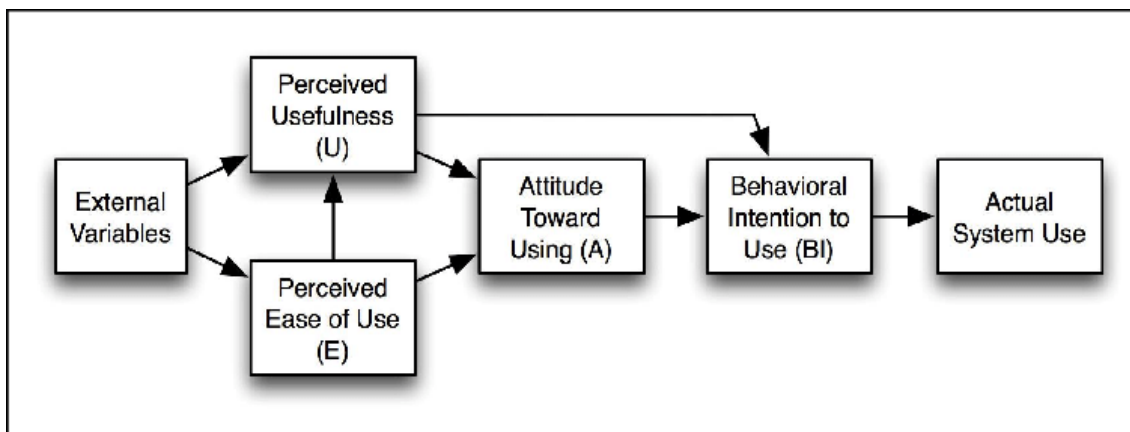 External
Variables
Perceived
Usefulness
(U)
Perceived
Ease of Use
(E)
Attitude
Toward
Using (A)
Behavioral
Intention to
Use (BI)
Actual
System Use